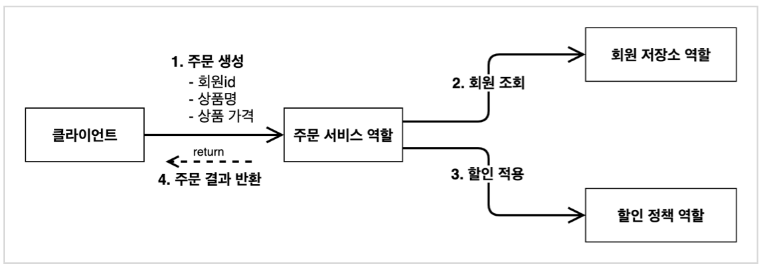 1. 주문 생성
- 회원id
- 상품명
- 상품 가격
클라이언트
주문 서비스 역할
return
4. 주문 결과 반환
2. 회원 조회
회원 저장소 역할
3. 할인 적용
할인 정책 역할